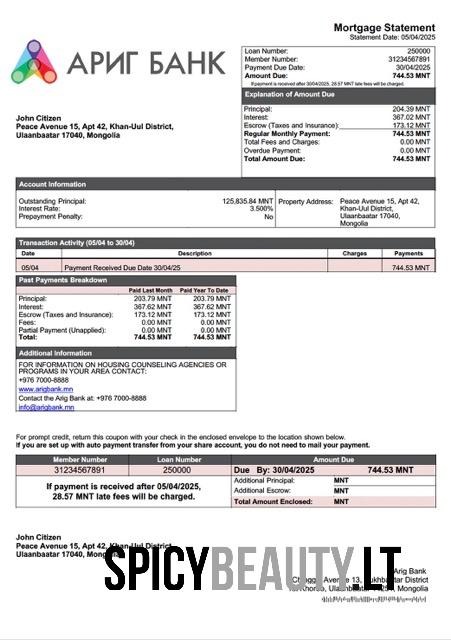 Mortgage Statement
Statement Date: 05/04/2025
АРИГ БАНК
Loan Number: 250000
Member Number: 31234567891
Payment Due Date: 30/04/2025
Amount Due: 744.53 MNT
If payment is received after 30/04/2025, 28.57 MNT late fees will be charged.
Explanation of Amount Due
Principal: 204.39 MNT
Interest: 367.02 MNT
Escrow (Taxes and Insurance): 173.12 MNT
Regular Monthly Payment: 744.53 MNT
Total Fees and Charges: 0.00 MNT
Overdue Payment: 0.00 MNT
Total Amount Due: 744.53 MNT
John Citizen
Peace Avenue 15, Apt 42, Khan-Uul District,
Ulaanbaatar 17040, Mongolia
Account Information
Outstanding Principal: 125,835.84 MNT
Interest Rate: 3.500%
Prepayment Penalty: No
Property Address: Peace Avenue 15, Apt 42,
Khan-Uul District,
Ulaanbaatar 17040,
Mongolia
Transaction Activity (05/04 to 30/04)
Date Description Charges Payments
05/04 Payment Received Due Date 30/04/25 744.53 MNT
Past Payments Breakdown
Paid Last Month Paid Year To Date
Principal: 203.79 MNT 203.79 MNT
Interest: 367.62 MNT 367.62 MNT
Escrow (Taxes and Insurance): 173.12 MNT 173.12 MNT
Fees: 0.00 MNT 0.00 MNT
Partial Payment (Unapplied): 0.00 MNT 0.00 MNT
Total: 744.53 MNT 744.53 MNT
Additional Information
FOR INFORMATION ON HOUSING COUNSELING AGENCIES OR
PROGRAMS IN YOUR AREA CONTACT:
+976 7000-8888
www.arigbank.mn
Contact the Arig Bank at: +976 7000-8888
info@arigbank.mn
For prompt credit, return this coupon with your check in the enclosed envelope to the location shown below.
If you are set up with auto payment transfer from your share account, you do not need to mail your payment.
Member Number Loan Number Amount Due
31234567891 250000 Due By: 30/04/2025 744.53 MNT
If payment is received after 05/04/2025,
28.57 MNT late fees will be charged.
Additional Principal: MNT
Additional Escrow: MNT
Total Amount Enclosed: MNT
John Citizen
Peace Avenue 15, Apt 42, Khan-Uul District,
Ulaanbaatar 17040, Mongolia
SPICYBEAUTY.LT
Arig Bank
Avenue 13, District
Ulaanbaatar